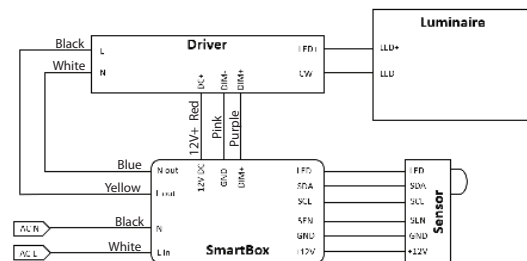 Luminaire
LED+
LED
Driver
Black
L
White
N
LED+
CW
DC+
DIM-
DIM+
12V+ Red
Pink
Purple
Blue
Yellow
Black
White
AC N
AC L
N out
L out
N
L in
12V DC
GND
DIM+
SmartBox
LED
SDA
SCL
SEN
GND
+12V
LED
SDA
SCL
SEN
GND
+12V
Sensor